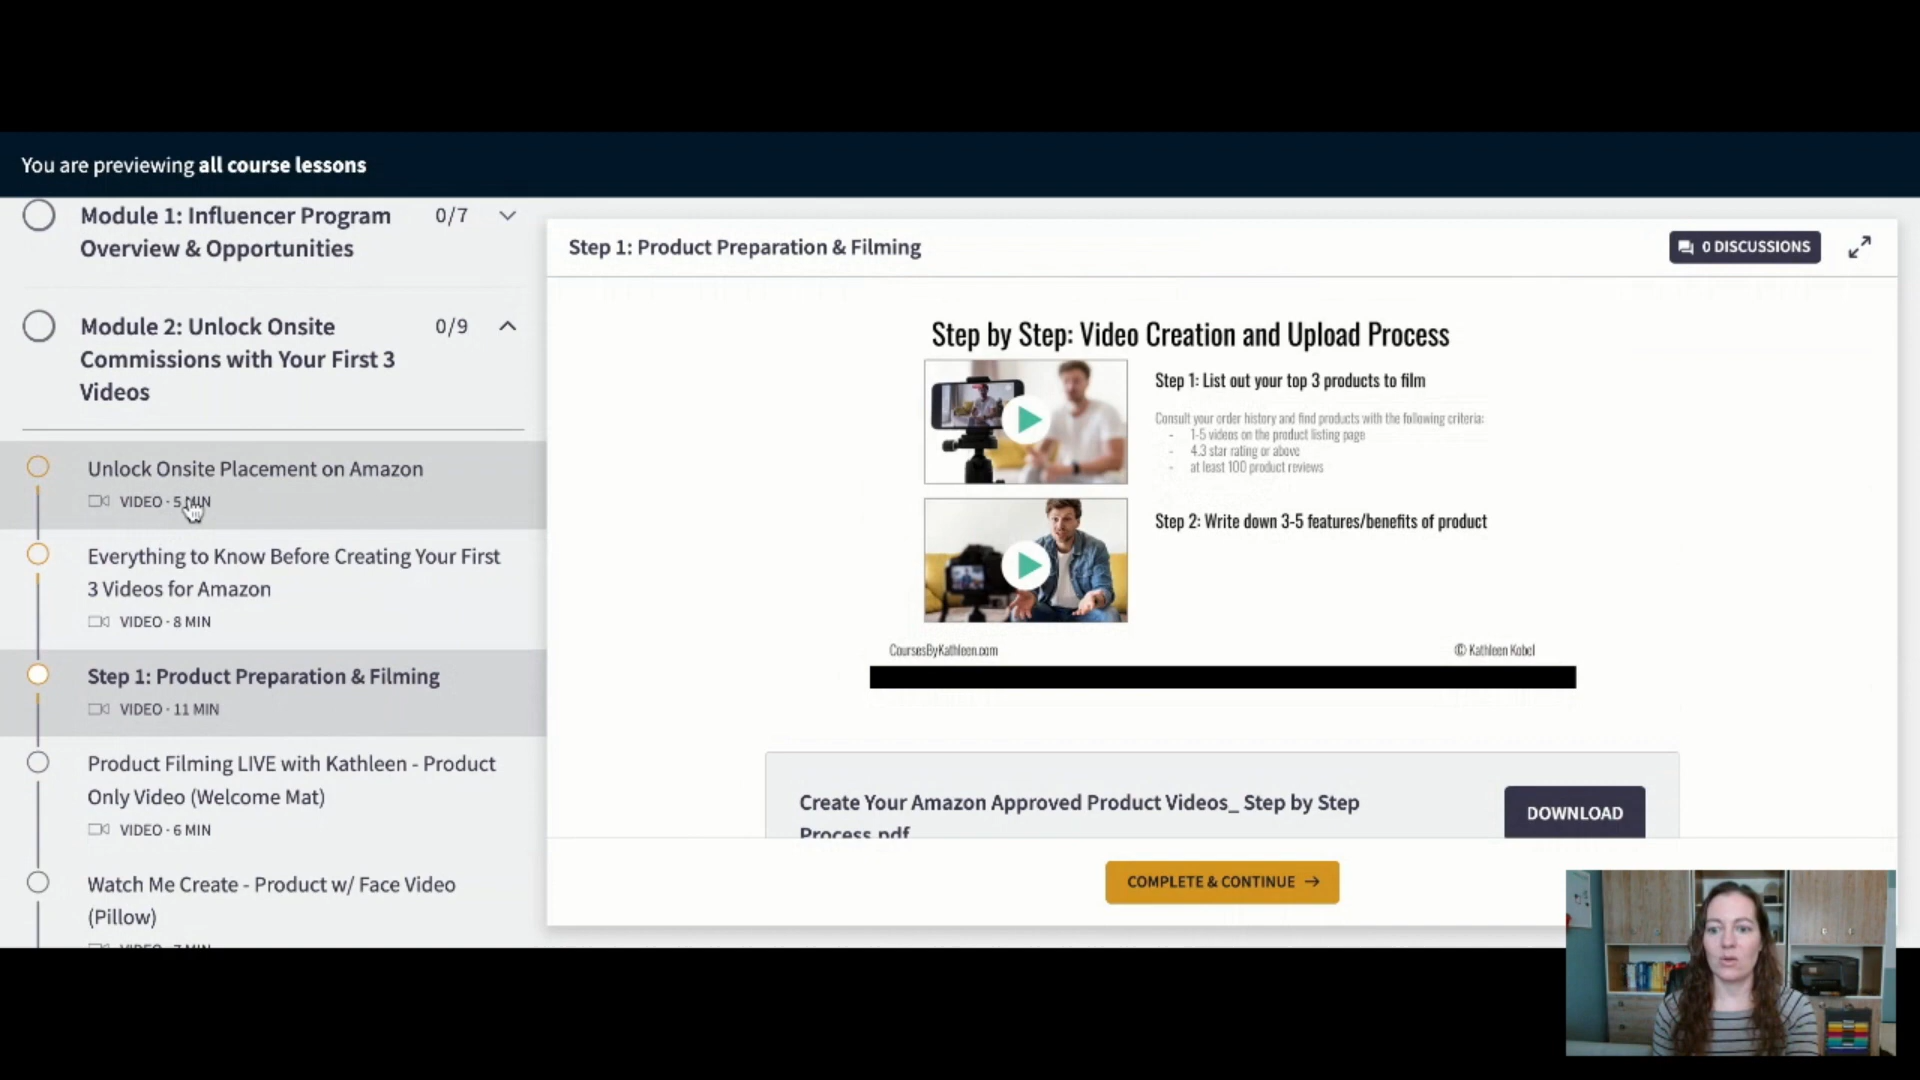 You are previewing all course lessons
Module 1: Influencer Program
Overview & Opportunities
0/7
Module 2: Unlock Onsite
Commissions with Your First 3
Videos
0/9
Unlock Onsite Placement on Amazon
VIDEO · 5 MIN
Everything to Know Before Creating Your First
3 Videos for Amazon
VIDEO · 8 MIN
Step 1: Product Preparation & Filming
VIDEO · 11 MIN
Product Filming LIVE with Kathleen - Product
Only Video (Welcome Mat)
VIDEO · 6 MIN
Watch Me Create - Product w/ Face Video
(Pillow)
VIDEO · 7 MIN
Step 1: Product Preparation & Filming
0 DISCUSSIONS
Step by Step: Video Creation and Upload Process
Step 1: List out your top 3 products to film
Consult your order history and find products with the following criteria:
- 1-5 videos on the product listing page
- 4.3 star rating or above
- at least 100 product reviews
Step 2: Write down 3-5 features/benefits of product
CoursesByKathleen.com
© Kathleen Kobel
Create Your Amazon Approved Product Videos_ Step by Step
Process.pdf
DOWNLOAD
COMPLETE & CONTINUE →